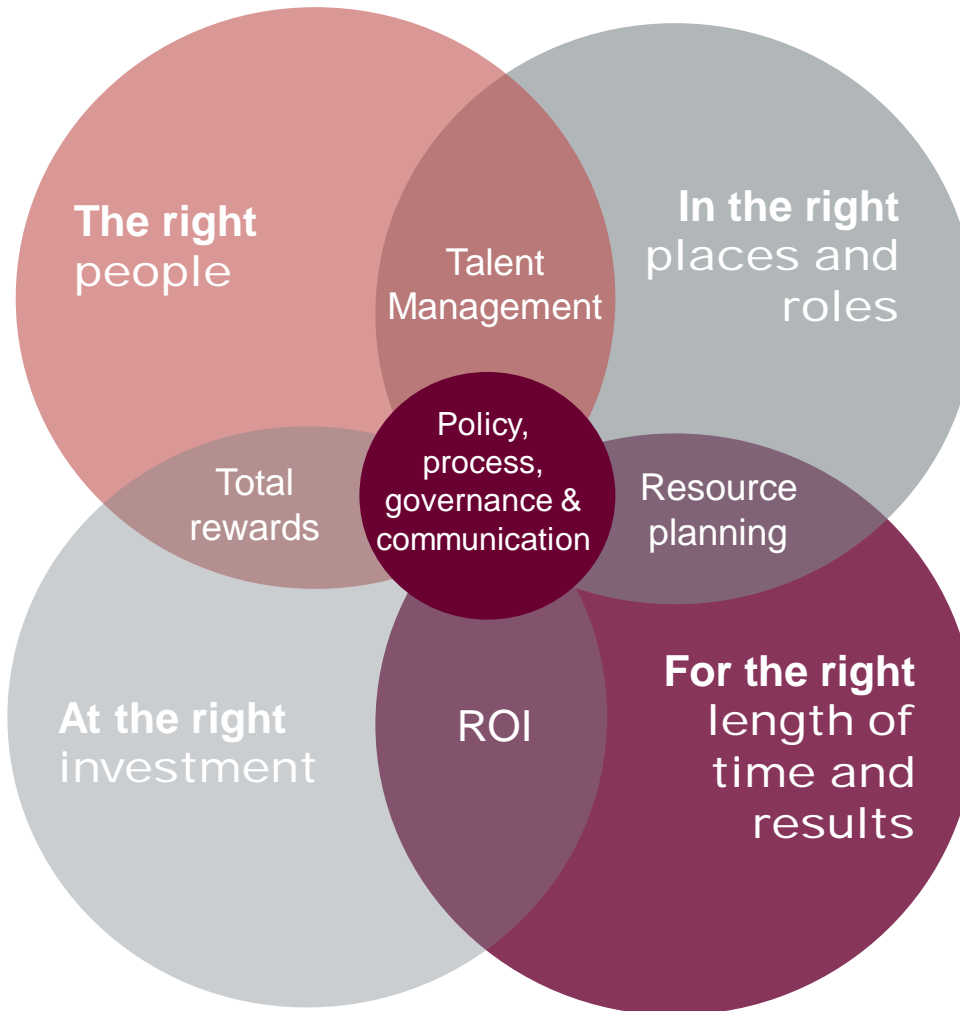 The right
people
Talent
Management
In the right
places and
roles
Policy,
process,
governance &
communication
Total
rewards
Resource
planning
At the right
investment
ROI
For the right
length of
time and
results